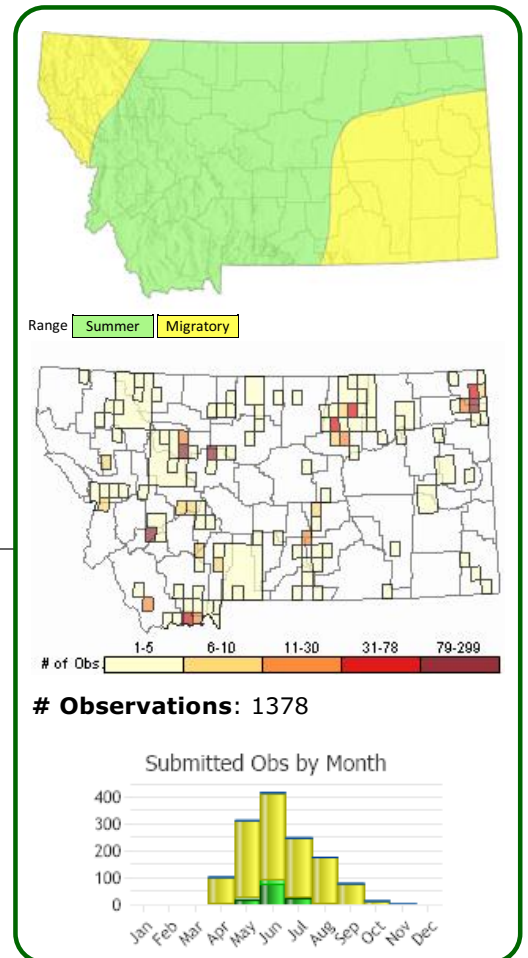 Range Summer Migratory
1-5 6-10 11-30 31-78 79-299
# of Obs.
# Observations: 1378
Submitted Obs by Month
400
300
200
100
0
Jan Feb Mar Apr May Jun Jul Aug Sep Oct Nov Dec